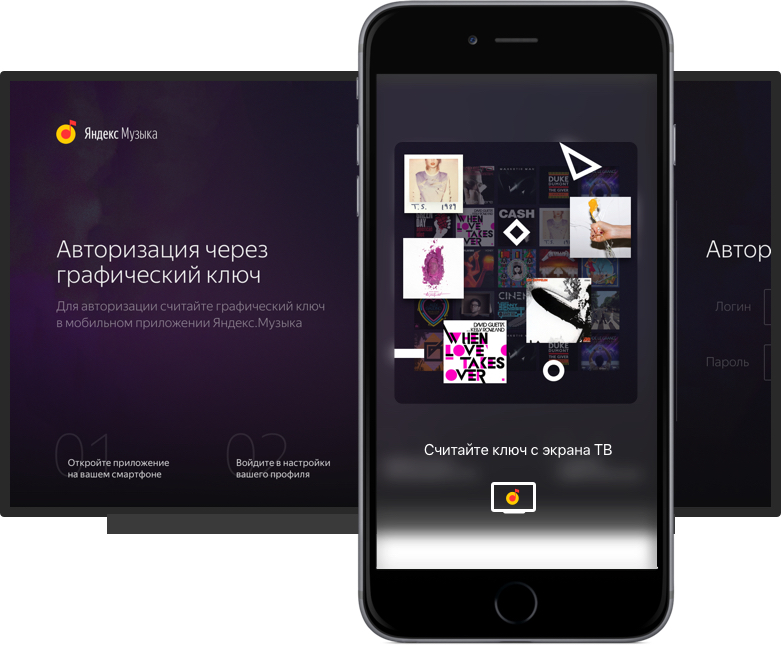 Яндекс Музыка
Авторизация через
графический ключ
Для авторизации считайте графический ключ
в мобильном приложении Яндекс.Музыка
01
Откройте приложение
на вашем смартфоне
02
Войдите в настройки
вашего профиля
T. S. 1989
DUKE
DUMONT
CASH
WHEN
LOVE
TAKES
OVER
CINE
DAVID GUETTA
KELLY ROWLAND
WHEN
LOVE
TAKES
OVER
Считайте ключ с экрана ТВ
Автор
Логин
Пароль